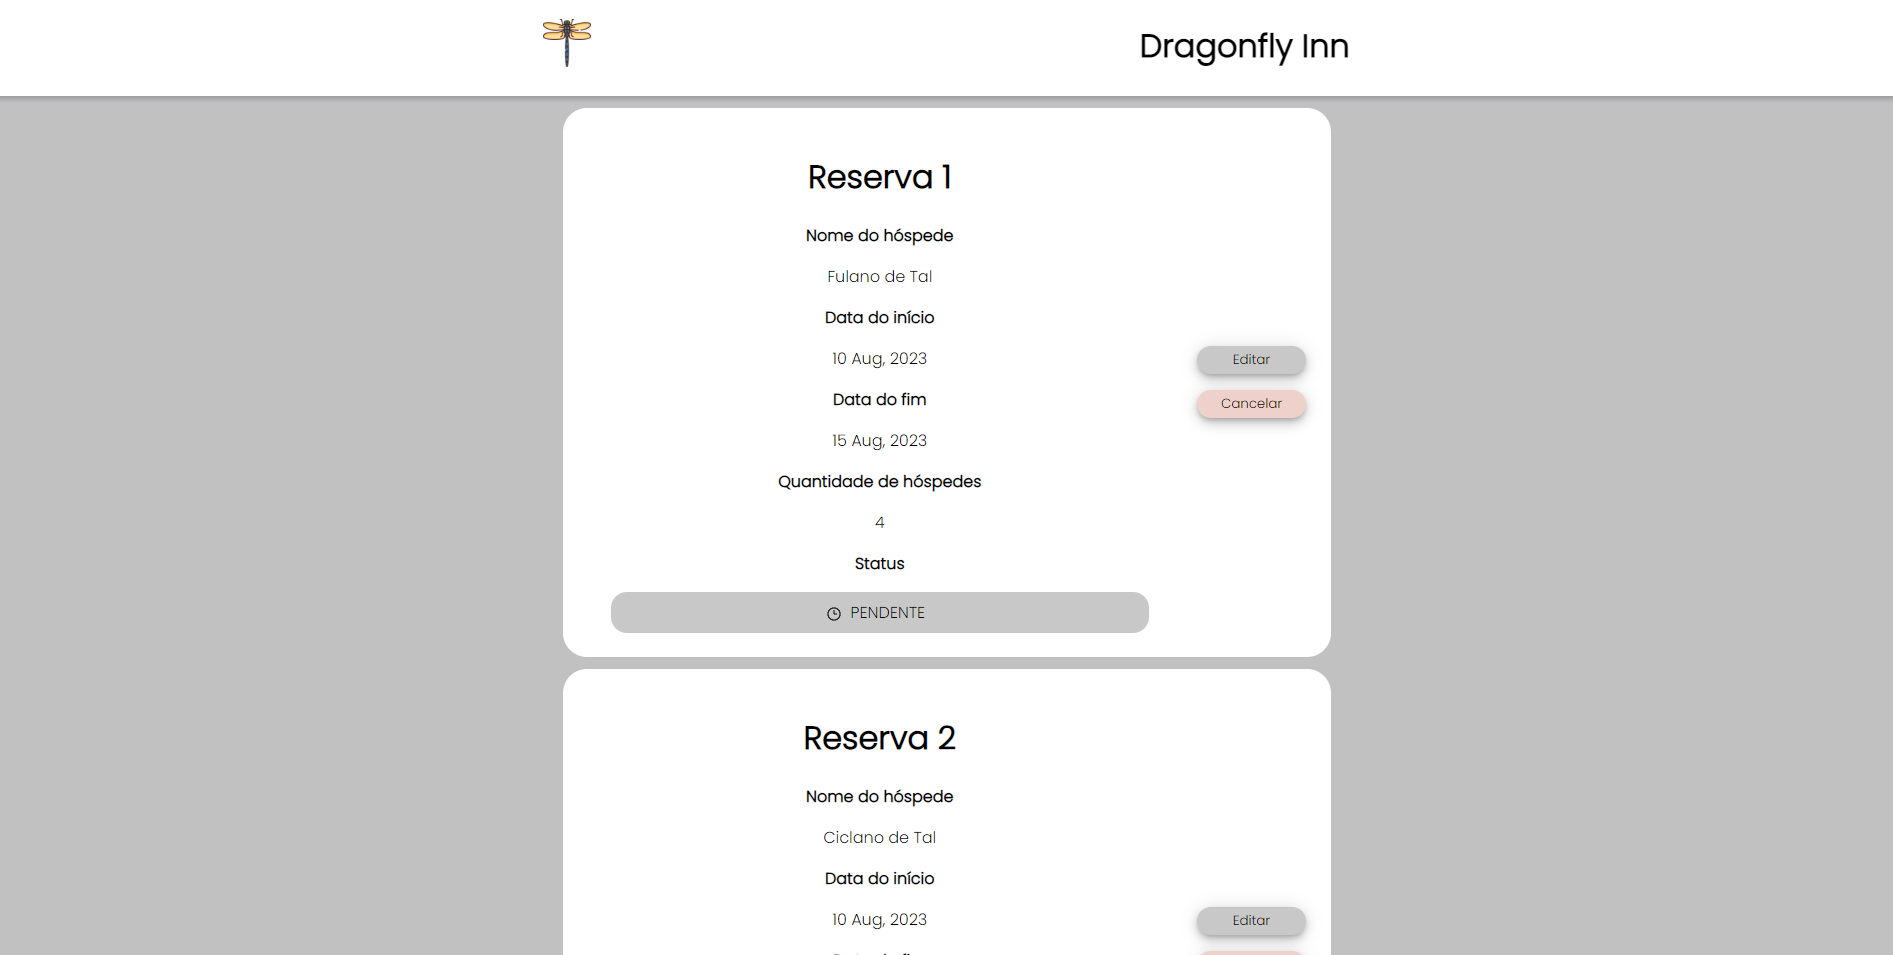 Dragonfly Inn
Reserva 1
Nome do hóspede
Fulano de Tal
Data do início
10 Aug, 2023
Editar
Data do fim
Cancelar
15 Aug, 2023
Quantidade de hóspedes
4
Status
PENDENTE
Reserva 2
Nome do hóspede
Ciclano de Tal
Data do início
10 Aug, 2023
Editar